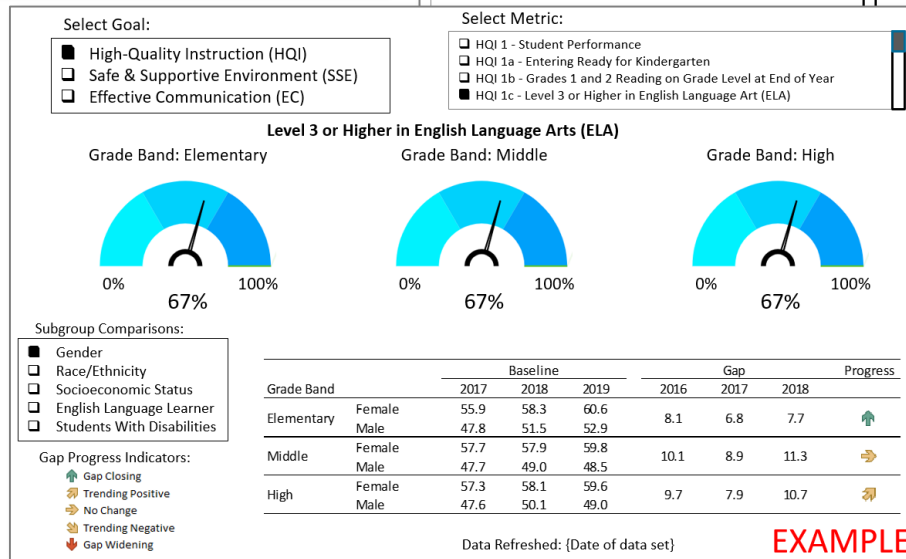 Select Goal:
High-Quality Instruction (HQI)
Safe & Supportive Environment (SSE)
Effective Communication (EC)
Select Metric:
HQI 1 - Student Performance
HQI 1a - Entering Ready for Kindergarten
HQI 1b - Grades 1 and 2 Reading on Grade Level at End of Year
HQI 1c - Level 3 or Higher in English Language Art (ELA)
Level 3 or Higher in English Language Arts (ELA)
Grade Band: Elementary
0% 100%
67%
Grade Band: Middle
0% 100%
67%
Grade Band: High
0% 100%
67%
Subgroup Comparisons:
Gender
Race/Ethnicity
Socioeconomic Status
English Language Learner
Students With Disabilities
Gap Progress Indicators:
Gap Closing
Trending Positive
No Change
Trending Negative
Gap Widening
Baseline Gap Progress
Grade Band 2017 2018 2019 2016 2017 2018
Elementary Female 55.9 58.3 60.6 8.1 6.8 7.7
Male 47.8 51.5 52.9
Middle Female 57.7 57.9 59.8 10.1 8.9 11.3
Male 47.7 49.0 48.5
High Female 57.3 58.1 59.6 9.7 7.9 10.7
Male 47.6 50.1 49.0
Data Refreshed: {Date of data set}
EXAMPLE